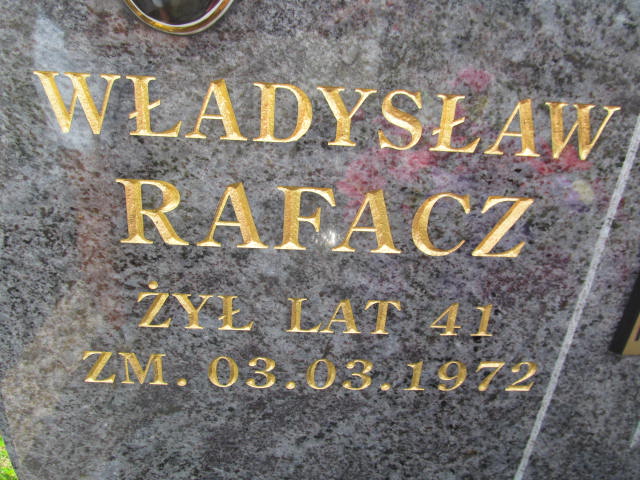 WŁADYSŁAW
RAFACZ
ŻYŁ LAT 41
ZM. 03.03.1972